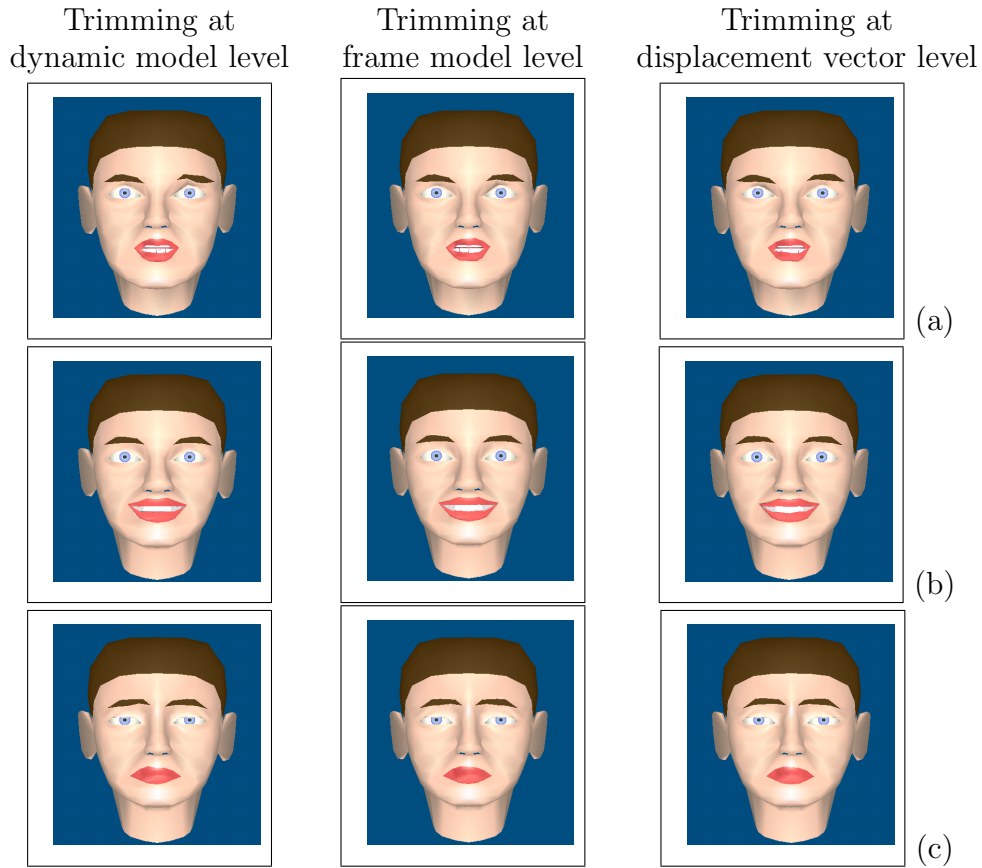 Trimming at
dynamic model level
Trimming at
frame model level
Trimming at
displacement vector level
(a)
(b)
(c)